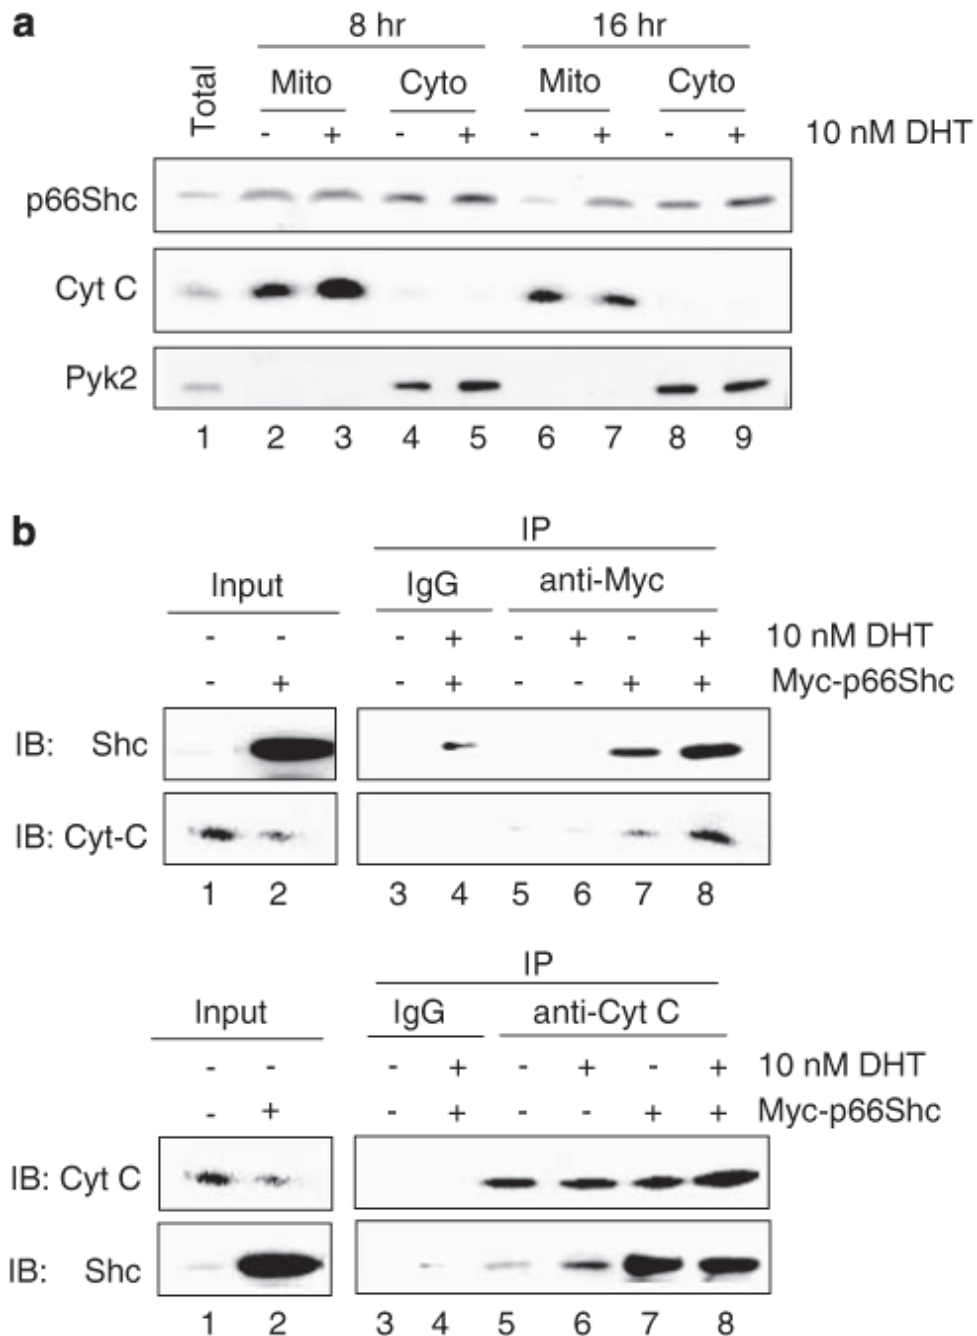 a
8 hr 16 hr
Total Mito Cyto Mito Cyto
- + - + - + - + 10 nM DHT
p66Shc
Cyt C
Pyk2
1 2 3 4 5 6 7 8 9
b
IP
Input IgG anti-Myc
- - - + - + - + 10 nM DHT
- + - + - - + + Myc-p66Shc
IB: Shc
IB: Cyt-C
1 2 3 4 5 6 7 8
IP
Input IgG anti-Cyt C
- - - + - + - + 10 nM DHT
- + - + - - + + Myc-p66Shc
IB: Cyt C
IB: Shc
1 2 3 4 5 6 7 8